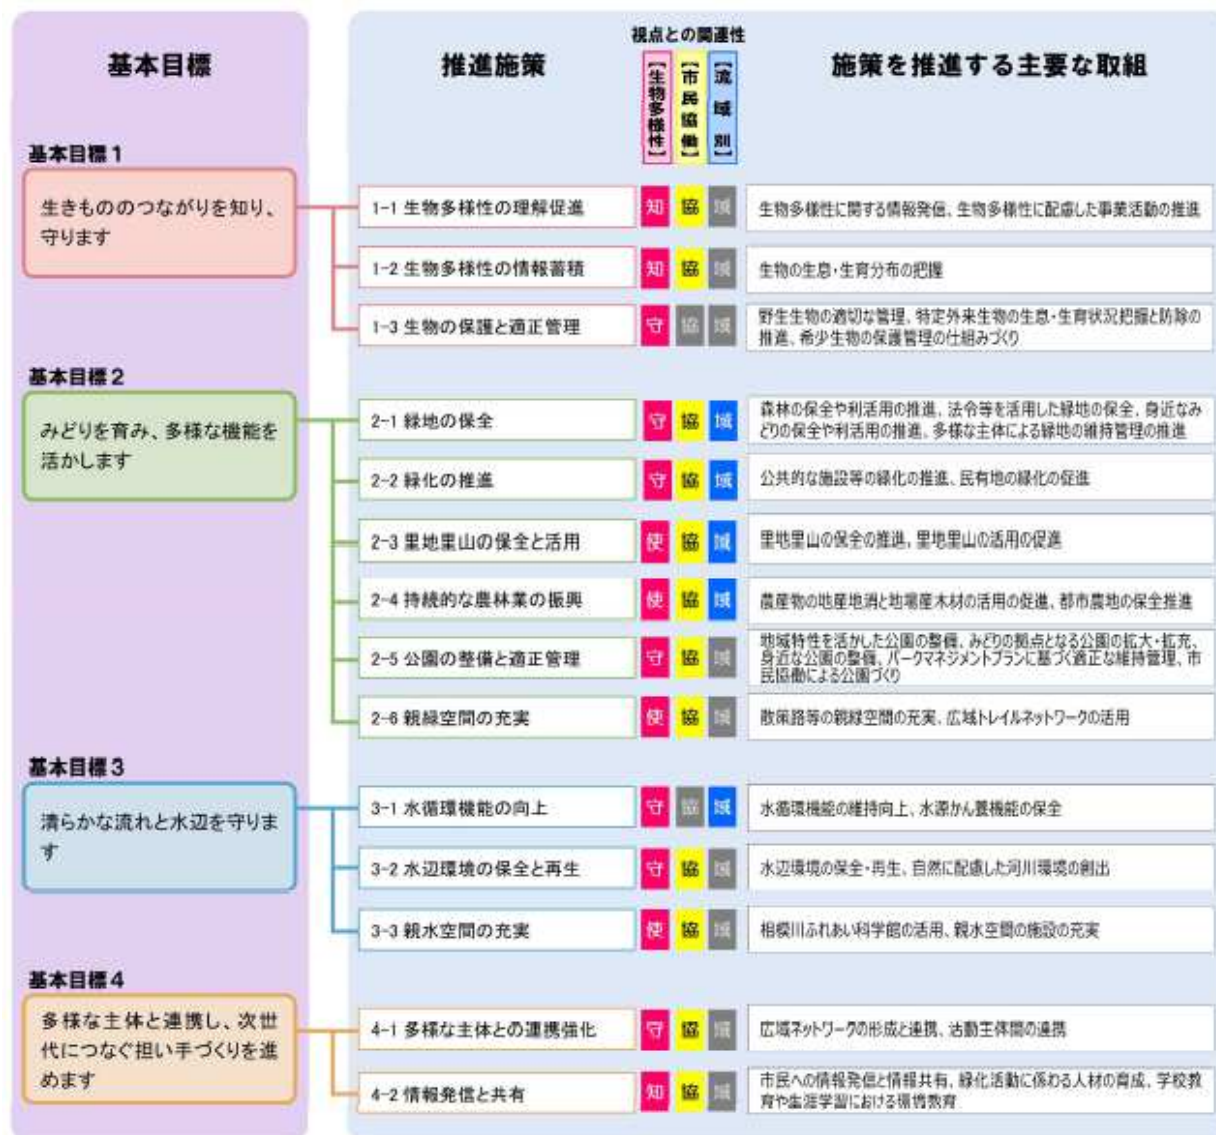 基本目標
推進施策
視点との関連性
【生物多様性】
【市民協働】
【流域別】
施策を推進する主要な取組
基本目標1
生きもののつながりを知り、
守ります
1-1 生物多様性の理解促進
知 協 域
生物多様性に関する情報発信、生物多様性に配慮した事業活動の推進
1-2 生物多様性の情報蓄積
知 協 域
生物の生息・生育分布の把握
1-3 生物の保護と適正管理
守 協 域
野生生物の適切な管理、特定外来生物の生息・生育状況把握と防除の
推進、希少生物の保護管理の仕組みづくり
基本目標2
みどりを育み、多様な機能を
活かします
2-1 緑地の保全
守 協 域
森林の保全や利活用の推進、法令等を活用した緑地の保全、身近なみ
どりの保全や利活用の推進、多様な主体による緑地の維持管理の推進
2-2 緑化の推進
守 協 域
公共的な施設等の緑化の推進、民有地の緑化の促進
2-3 里地里山の保全と活用
使 協 域
里地里山の保全の推進、里地里山の活用の促進
2-4 持続的な農林業の振興
使 協 域
農産物の地産地消と地場産木材の活用の促進、都市農地の保全推進
2-5 公園の整備と適正管理
守 協 域
地域特性を活かした公園の整備、みどりの拠点となる公園の拡大・拡充、
身近な公園の整備、パークマネジメントプランに基づく適正な維持管理、市
民協働による公園づくり
2-6 親緑空間の充実
使 協 域
散策路等の親緑空間の充実、広域トレイルネットワークの活用
基本目標3
清らかな流れと水辺を守りま
す
3-1 水循環機能の向上
守 協 域
水循環機能の維持向上、水源かん養機能の保全
3-2 水辺環境の保全と再生
守 協 域
水辺環境の保全・再生、自然に配慮した河川環境の創出
3-3 親水空間の充実
使 協 域
相模川ふれあい科学館の活用、親水空間の施設の充実
基本目標4
多様な主体と連携し、次世
代につなぐ担い手づくりを進
めます
4-1 多様な主体との連携強化
守 協 域
広域ネットワークの形成と連携、活動主体間の連携
4-2 情報発信と共有
知 協 域
市民への情報発信と情報共有、緑化活動に係わる人材の育成、学校教
育や生涯学習における環境教育